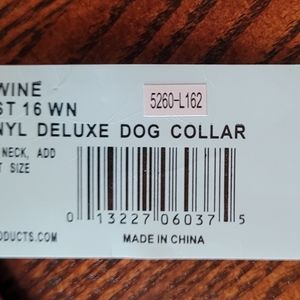 WINE
ST 16 WN
5260-L162
NYL DELUXE DOG COLLAR
NECK, ADD
T SIZE
0 13227 06037 5
ODUCTS.COM
MADE IN CHINA